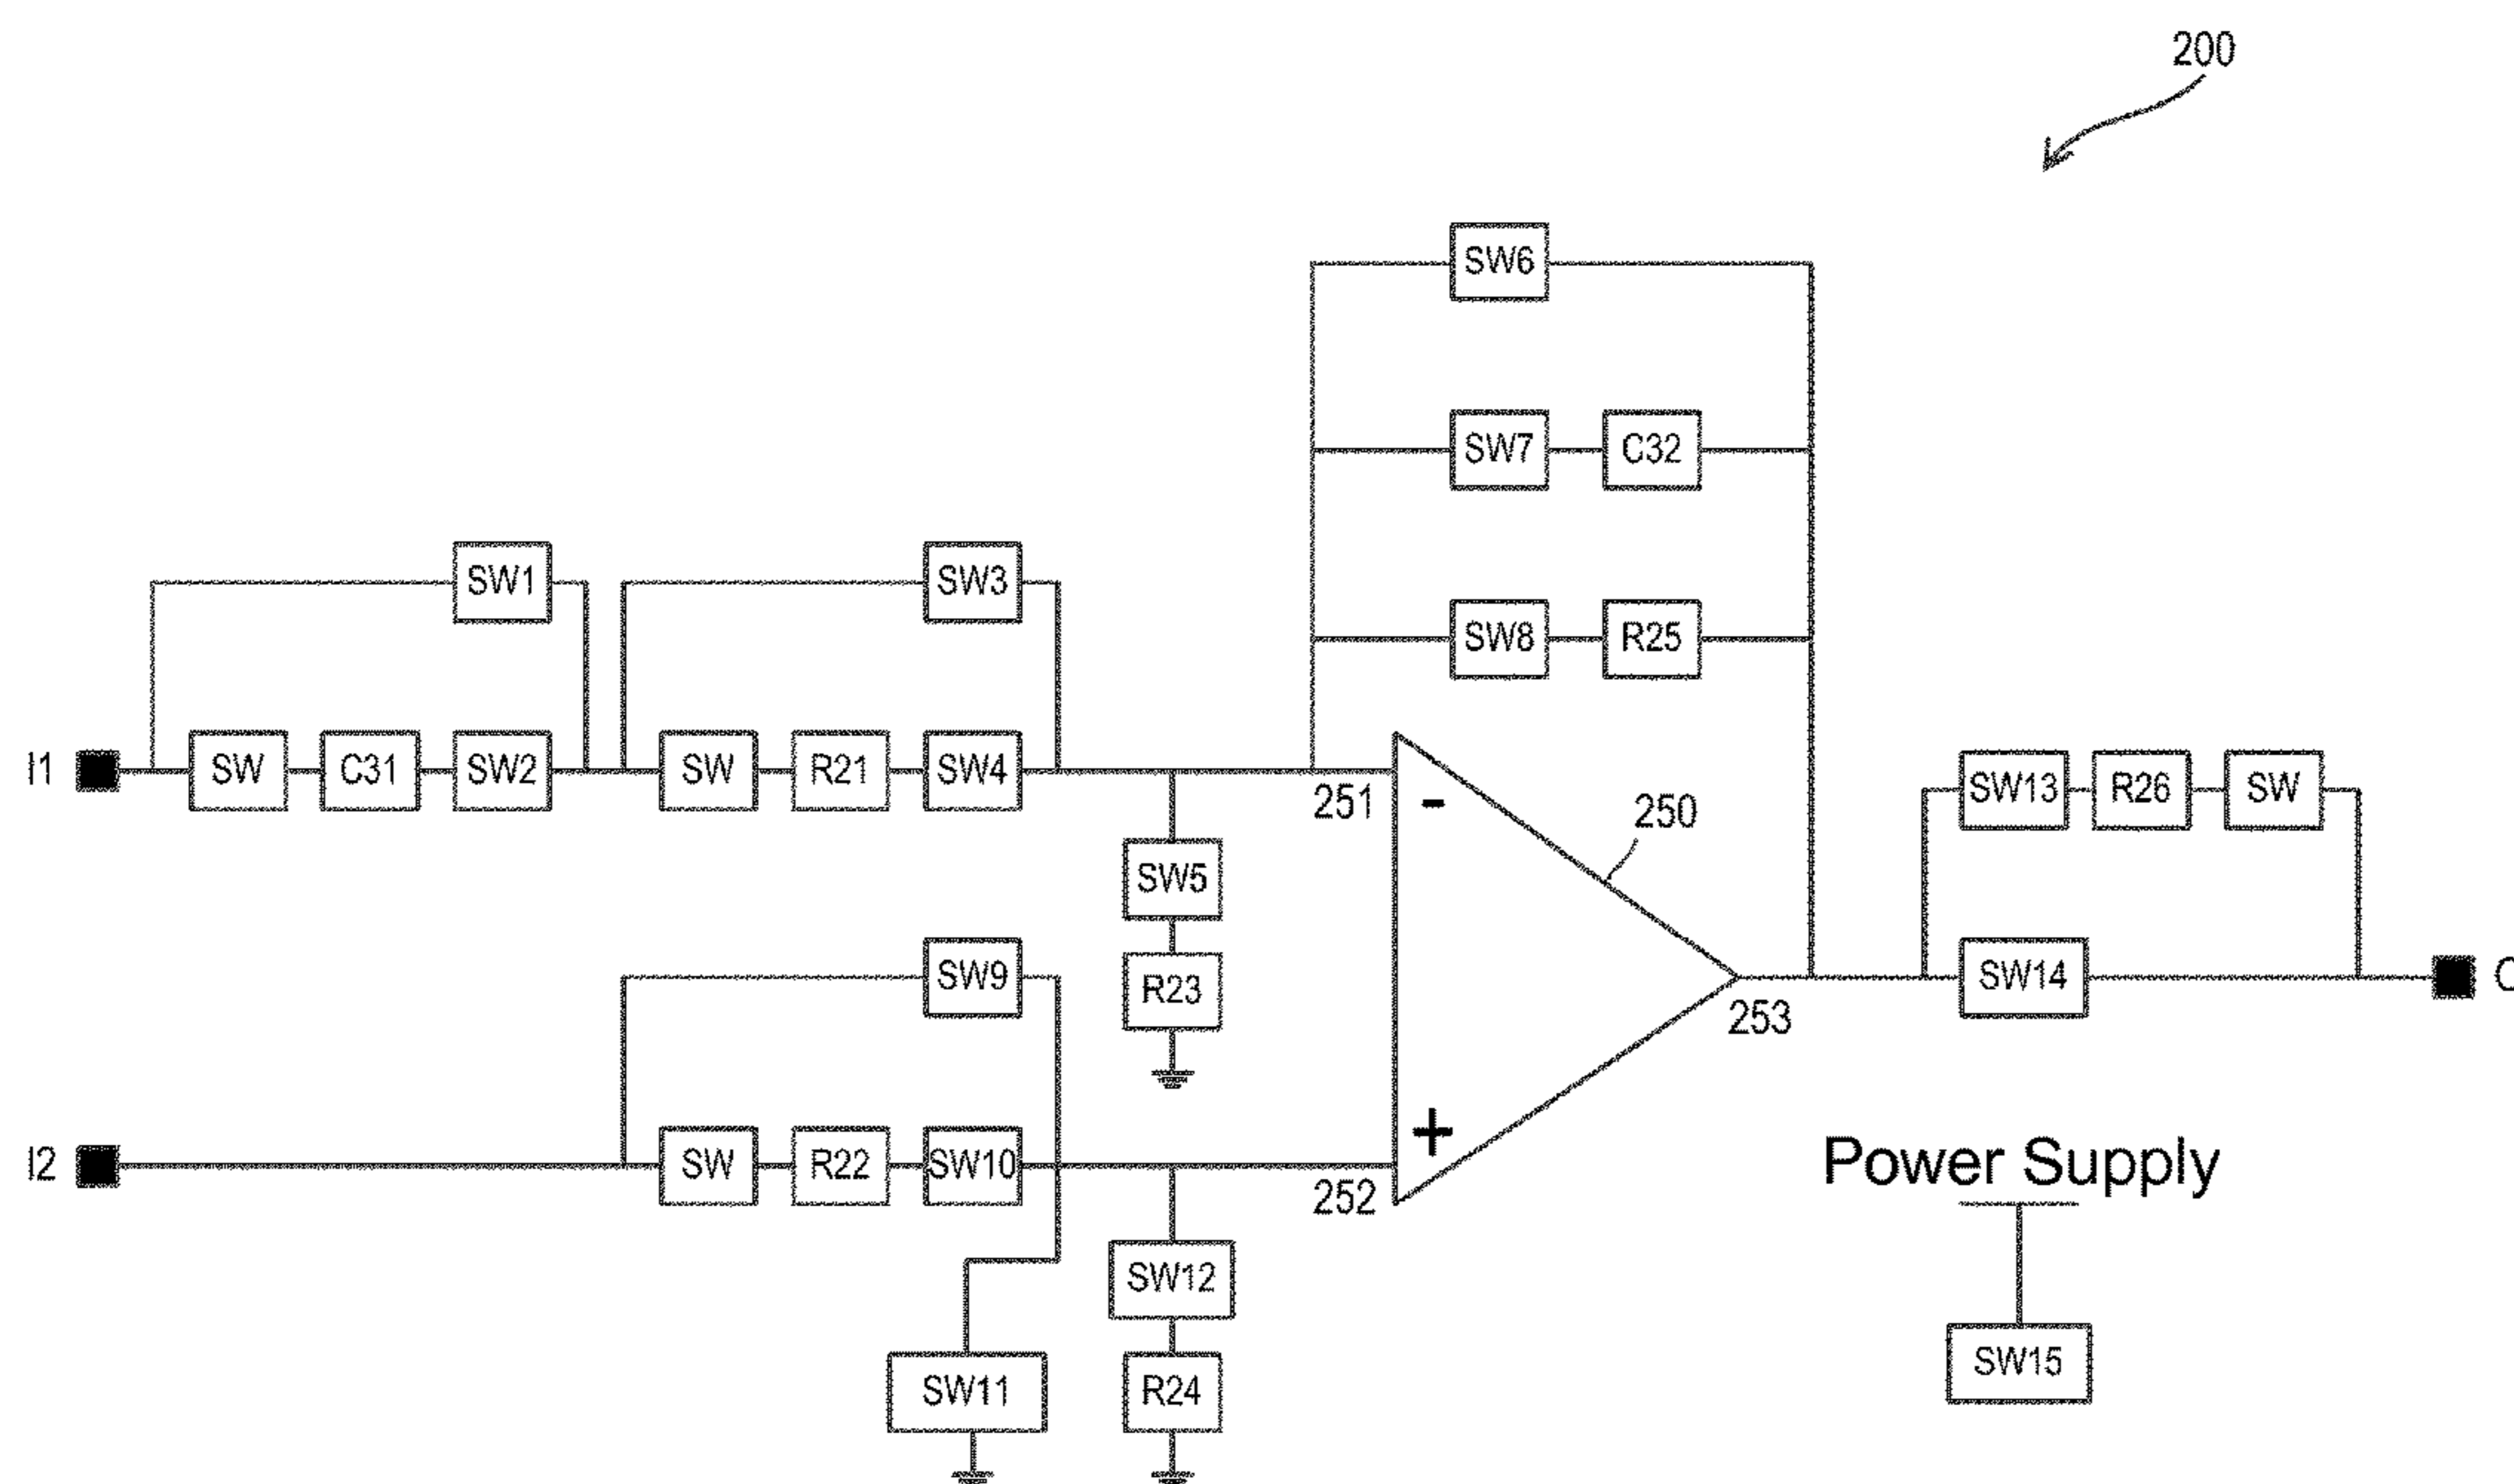 200
SW6
SW7 C32
SW1 SW3
SW8 R25
I1 SW C31 SW2 SW R21 SW4
251
-
250
SW13 R26 SW
SW5
SW9 R23
SW14
253
I2 SW R22 SW10
252
+
Power Supply
SW12
SW11 R24
SW15